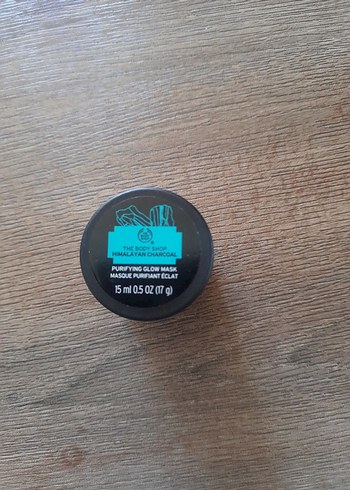 THE BODY SHOP
HIMALAYAN CHARCOAL
PURIFYING GLOW MASK
MASQUE PURIFIANT ÉCLAT
15 ml 0.5 OZ (17 g)